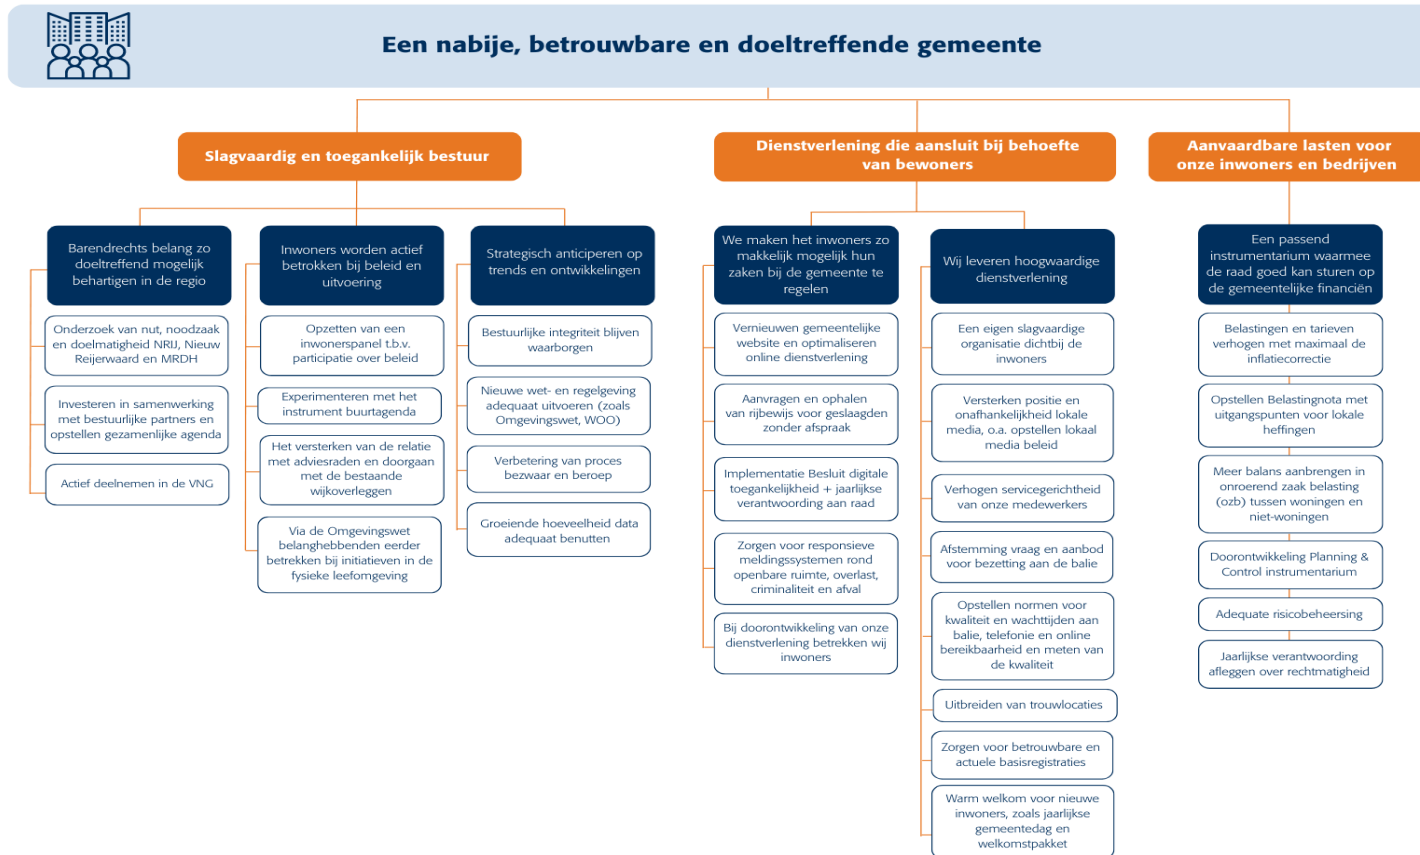 Een nabije, betrouwbare en doeltreffende gemeente
Slagvaardig en toegankelijk bestuur
Barendrechts belang zo
doeltreffend mogelijk
behartigen in de regio
Onderzoek van nut, noodzaak
en doelmatigheid NRIJ, Nieuw
Reijerwaard en MRDH
Investeren in samenwerking
met bestuurlijke partners en
opstellen gezamenlijke agenda
Actief deelnemen in de VNG
Inwoners worden actief
betrokken bij beleid en
uitvoering
Opzetten van een
inwonerspanel t.b.v.
participatie over beleid
Experimenteren met het
instrument buurtagenda
Het versterken van de relatie
met adviesraden en doorgaan
met de bestaande
wijkoverleggen
Via de Omgevingswet
belanghebbenden eerder
betrekken bij initiatieven in de
fysieke leefomgeving
Strategisch anticiperen op
trends en ontwikkelingen
Bestuurlijke integriteit blijven
waarborgen
Nieuwe wet- en regelgeving
adequaat uitvoeren (zoals
Omgevingswet, WOO)
Verbetering van proces
bezwaar en beroep
Groeiende hoeveelheid data
adequaat benutten
Dienstverlening die aansluit bij behoefte
van bewoners
We maken het inwoners zo
makkelijk mogelijk hun
zaken bij de gemeente te
regelen
Vernieuwen gemeentelijke
website en optimaliseren
online dienstverlening
Aanvragen en ophalen
van rijbewijs voor geslaagden
zonder afspraak
Implementatie Besluit digitale
toegankelijkheid + jaarlijkse
verantwoording aan raad
Zorgen voor responsieve
meldingssystemen rond
openbare ruimte, overlast,
criminaliteit en afval
Bij doorontwikkeling van onze
dienstverlening betrekken wij
inwoners
Wij leveren hoogwaardige
dienstverlening
Een eigen slagvaardige
organisatie dichtbij de
inwoners
Versterken positie en
onafhankelijkheid lokale
media, o.a. opstellen lokaal
media beleid
Verhogen servicegerichtheid
van onze medewerkers
Afstemming vraag en aanbod
voor bezetting aan de balie
Opstellen normen voor
kwaliteit en wachttijden aan
balie, telefonie en online
bereikbaarheid en meten van
de kwaliteit
Uitbreiden van trouwlocaties
Zorgen voor betrouwbare en
actuele basisregistraties
Warm welkom voor nieuwe
inwoners, zoals jaarlijkse
gemeentedag en
welkomstpakket
Aanvaardbare lasten voor
onze inwoners en bedrijven
Een passend
instrumentarium waarmee
de raad goed kan sturen op
de gemeentelijke financiën
Belastingen en tarieven
verhogen met maximaal de
inflatiecorrectie
Opstellen Belastingnota met
uitgangspunten voor lokale
heffingen
Meer balans aanbrengen in
onroerend zaak belasting
(ozb) tussen woningen en
niet-woningen
Doorontwikkeling Planning &
Control instrumentarium
Adequate risicobeheersing
Jaarlijkse verantwoording
afleggen over rechtmatigheid